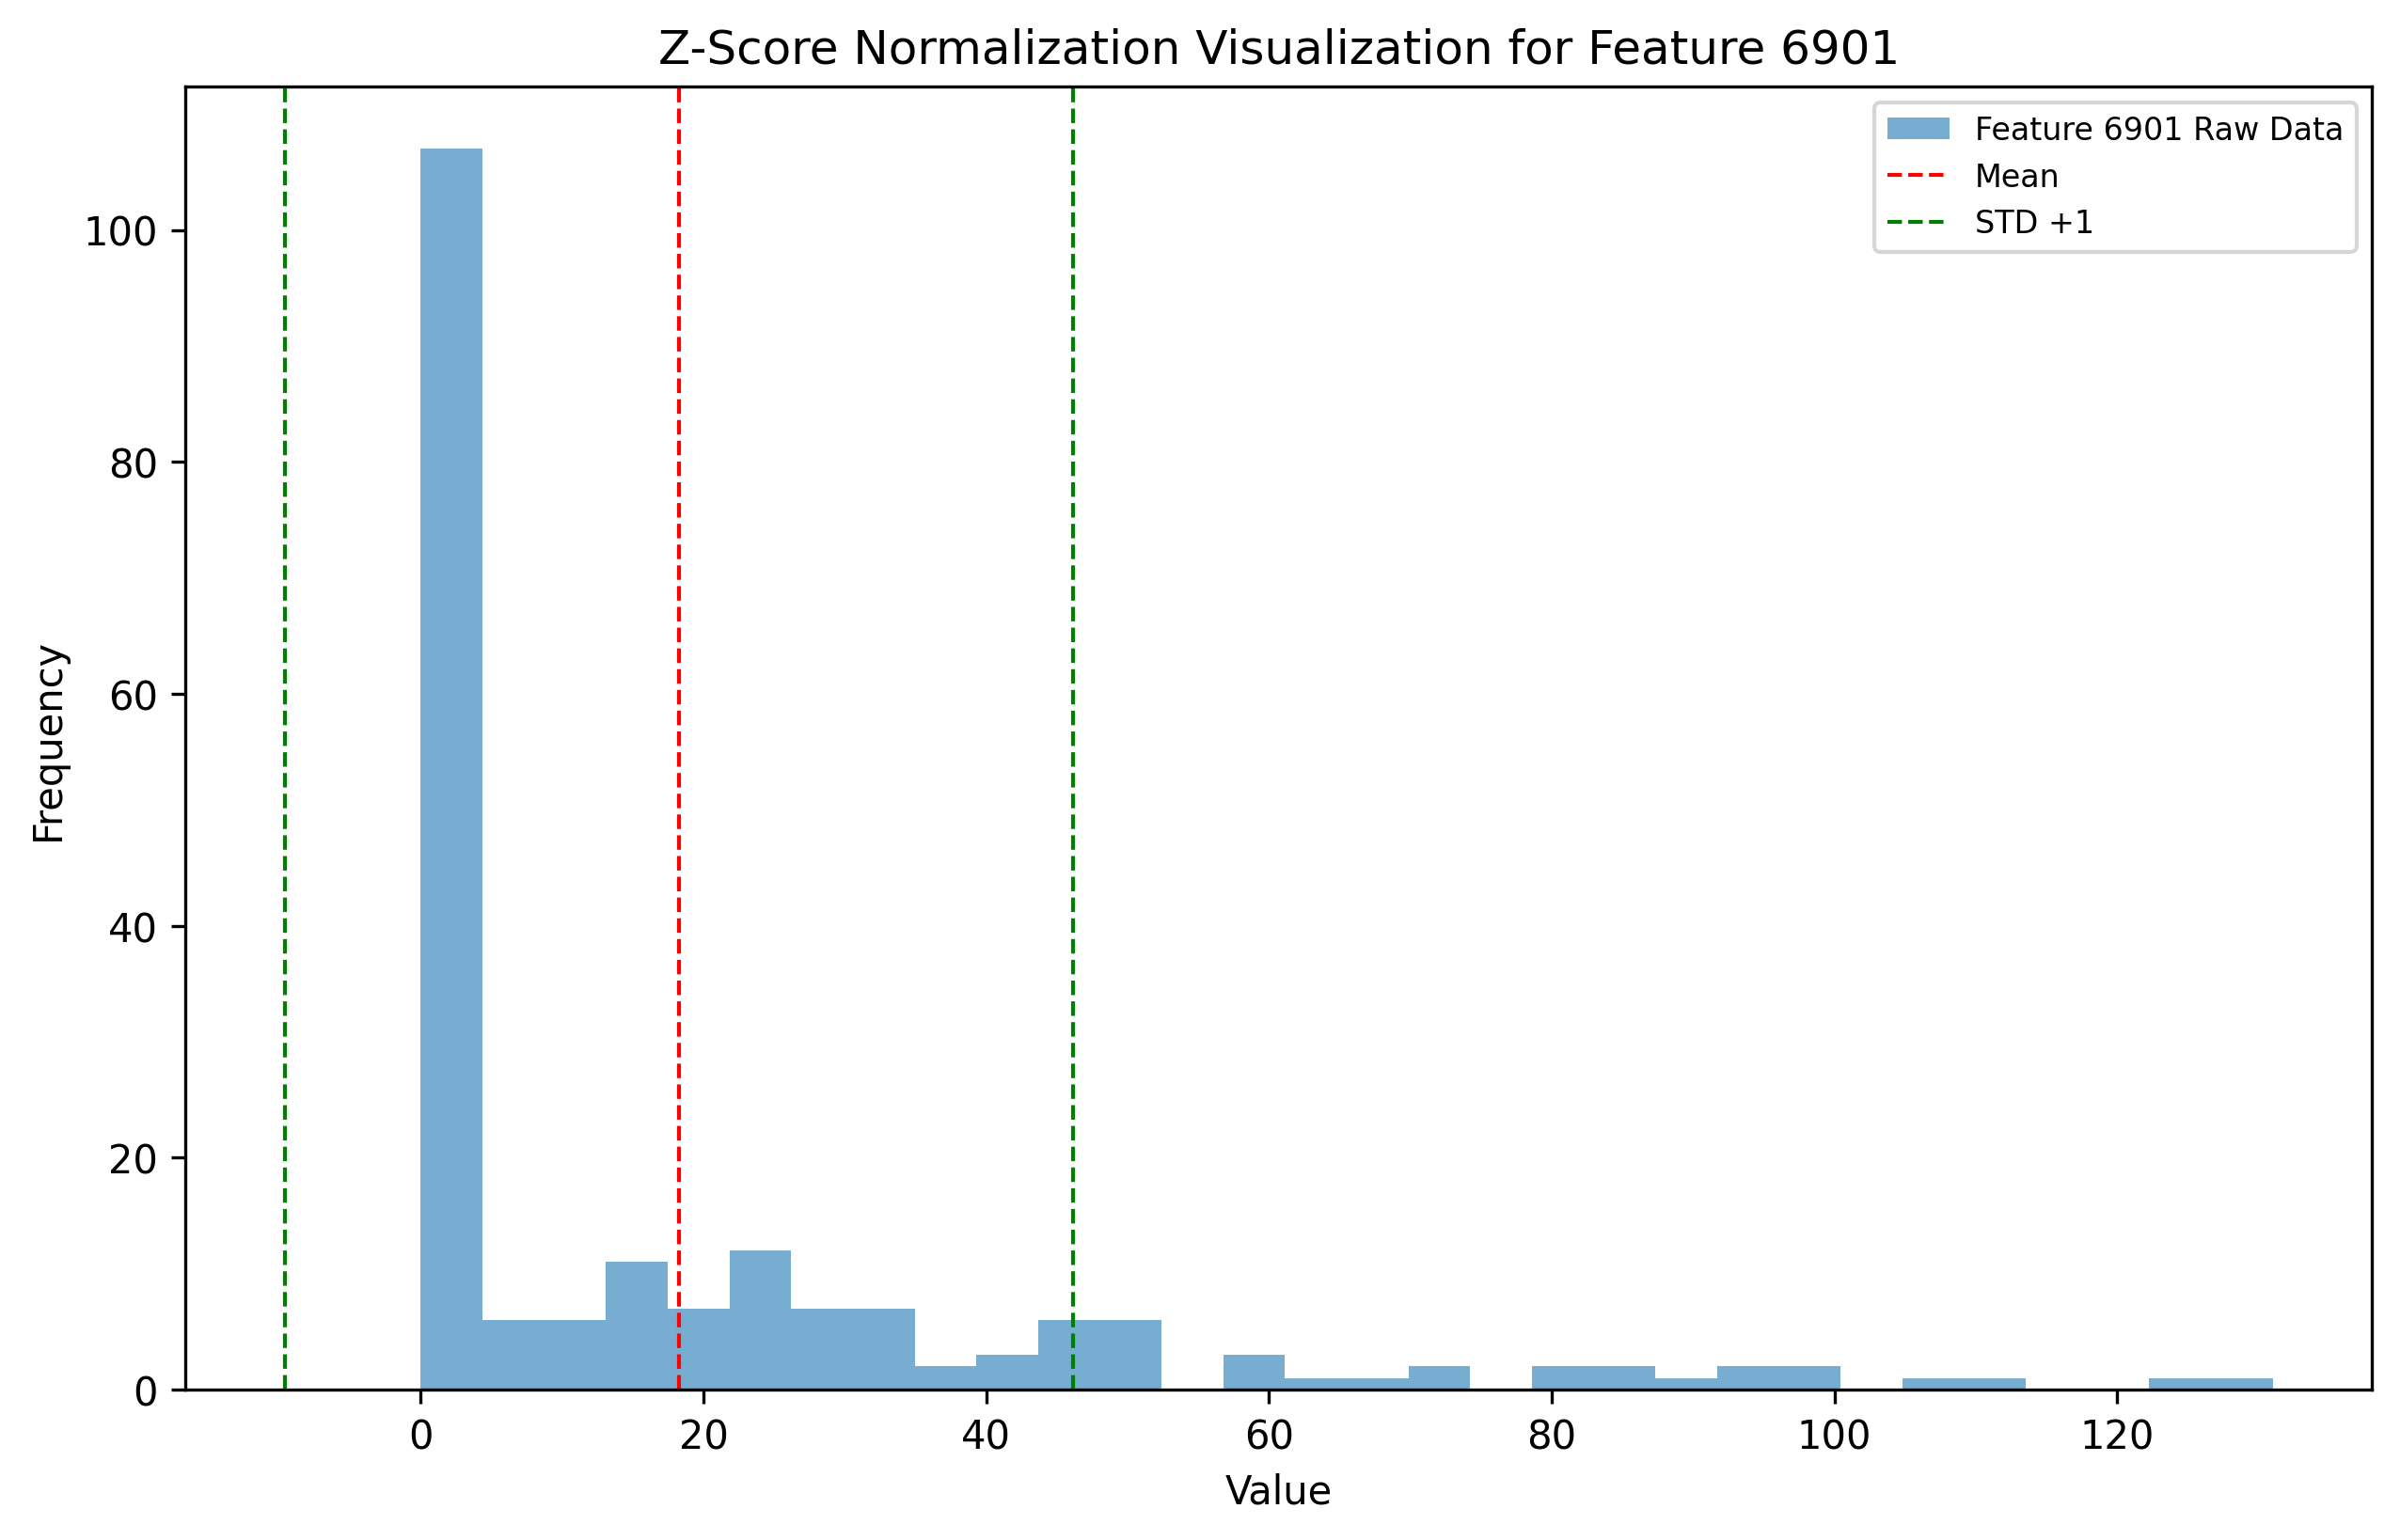 Z-Score Normalization Visualization for Feature 6901
Feature 6901 Raw Data
Mean
STD +1
100
80
60
40
20
0
Frequency
0 20 40 60 80 100 120
Value